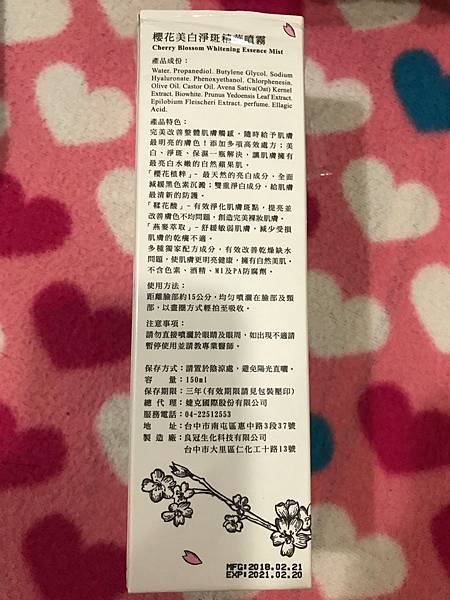 櫻花美白淨斑精華噴霧
Cherry Blossom Whitening Essence Mist
產品成份：
Water, Propanediol, Butylene Glycol, Sodium
Hyaluronate, Phenoxyethanol, Chlorphenesin,
Olive Oil, Castor Oil, Avena Sativa(Oat) Kernel
Extract, Biowhite, Prunus Yedoensis Leaf Extract,
Epilobium Fleischeri Extract, perfume, Ellagic
Acid.
產品特色：
完美改善整體肌膚觸感，隨時給予肌膚
最明亮的膚色！添加多項高效處方：美
白、淨斑、保濕一瓶解決，讓肌膚擁有
最亮白水嫩的自然蘋果肌。
「櫻花植粹」- 最天然的亮白成分，全面
減緩黑色素沉澱；雙重淨白成分，給肌膚
最清新的防護。
「鞣花酸」- 有效淨化肌膚斑點，提亮並
改善膚色不均問題，創造完美裸妝肌膚。
「燕麥萃取」- 舒緩敏弱肌膚，減少受損
肌膚的乾癢不適。
多種獨家配方成分，有效改善乾燥缺水
問題，使肌膚更明亮健康，擁有自然美肌。
不含色素、酒精、MI及PA防腐劑。
使用方法：
距離臉部約15公分，均勻噴灑在臉部及頸
部，以畫圈方式輕拍至吸收。
注意事項：
請勿直接噴灑於眼睛及眼周，如出現不適請
暫停使用並請教專業醫師。
保存方式：請置於陰涼處，避免陽光直曬。
容 量：150ml
保存期限：三年(有效期限請見包裝壓印)
總 代 理：婕克國際股份有限公司
服務電話：04-22512553
地 址：台中市南屯區惠中路3段37號
製 造 廠：良冠生化科技有限公司
台中市大里區仁化工十路13號
MFG:2018.02.21
EXP:2021.02.20